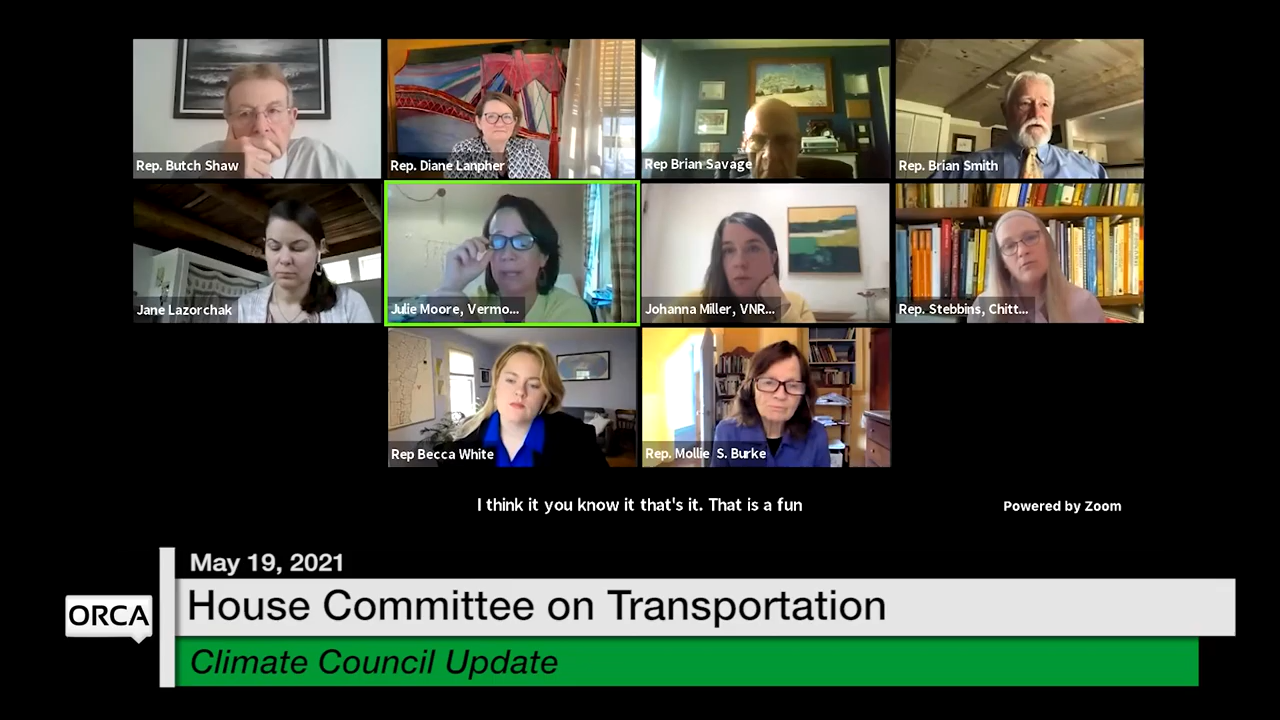 Rep. Butch Shaw
Rep. Diane Lanpher
Rep Brian Savage
Rep. Brian Smith
Jane Lazorchak
Julie Moore, Vermo...
Johanna Miller, VNR...
Rep. Stebbins, Chitt...
Rep Becca White
Rep. Mollie S. Burke
I think it you know it that's it. That is a fun
Powered by Zoom
May 19, 2021
House Committee on Transportation
ORCA
Climate Council Update